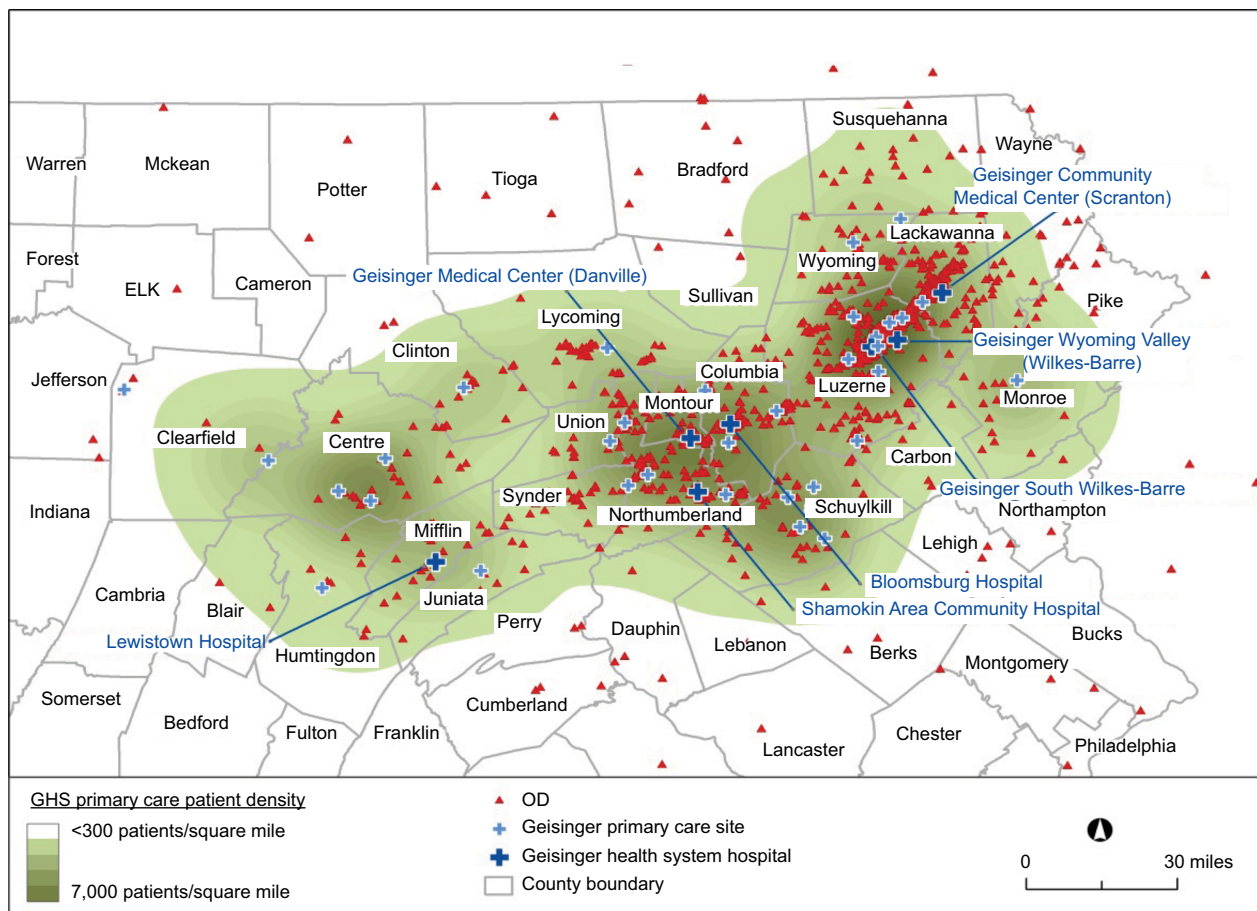 Susquehanna
Wayne
Warren
Mckean
Potter
Tioga
Bradford
Geisinger Community
Medical Center (Scranton)
Forest
Lackawanna
Wyoming
ELK
Cameron
Geisinger Medical Center (Danville)
Sullivan
Pike
Lycoming
Clinton
Geisinger Wyoming Valley
(Wilkes-Barre)
Jefferson
Columbia
Luzerne
Monroe
Montour
Union
Clearfield
Centre
Carbon
Geisinger South Wilkes-Barre
Indiana
Synder
Northumberland
Schuylkill
Northampton
Mifflin
Lehigh
Bloomsburg Hospital
Cambria
Blair
Juniata
Shamokin Area Community Hospital
Perry
Dauphin
Bucks
Lewistown Hospital
Lebanon
Berks
Humtingdon
Montgomery
Somerset
Cumberland
Bedford
Fulton
Franklin
Chester
Lancaster
Philadelphia
GHS primary care patient density
<300 patients/square mile
7,000 patients/square mile
OD
Geisinger primary care site
Geisinger health system hospital
County boundary
0 30 miles